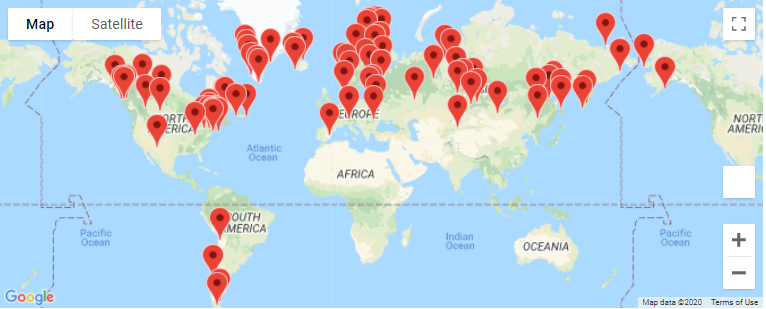 Map
Satellite
NORTH
AMERICA
Atlantic
Ocean
EUROPE
AFRICA
SOUTH
AMERICA
Pacific
Ocean
Indian
Ocean
OCEANIA
Pacific
Ocean
NORTH
AMERICA
+
−
Google
Map data ©2020
Terms of Use